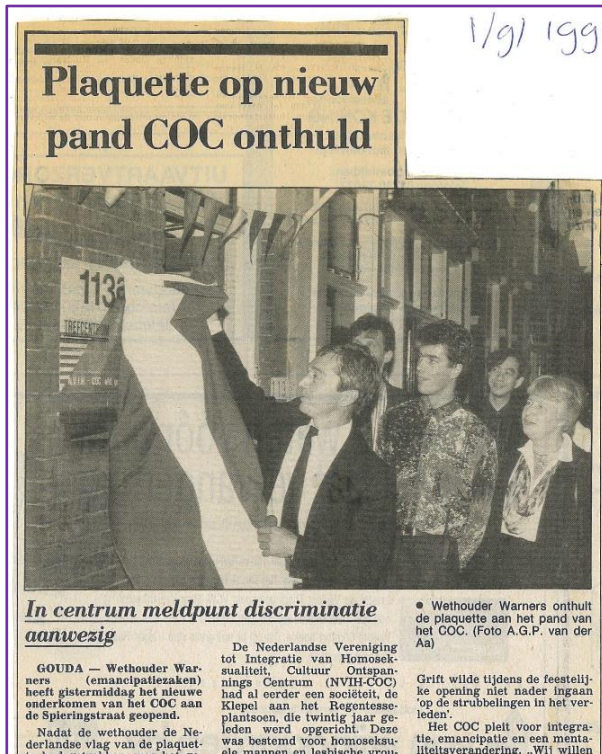 1/9/199
Plaquette op nieuw
pand COC onthuld
113a
TREFCENTRUM
NVIH - COC
In centrum meldpunt discriminatie
aanwezig
GOUDA — Wethouder War-
ners (emancipatiezaken)
heeft gistermiddag het nieuwe
onderkomen van het COC aan
de Spieringstraat geopend.
Nadat de wethouder de Ne-
derlandse vlag van de plaquet-
De Nederlandse Vereniging
tot Integratie van Homosek-
sualiteit, Cultuur Ontspan-
nings Centrum (NVIH-COC)
had al eerder een sociëteit, de
Klepel aan het Regentesse-
plantsoen, die twintig jaar ge-
leden werd opgericht. Deze
was bestemd voor homoseksu-
ele mannen en lesbische vrou-
● Wethouder Warners onthult
de plaquette aan het pand van
het COC. (Foto A.G.P. van der
Aa)
Grift wilde tijdens de feestelij-
ke opening niet nader ingaan
'op de strubbelingen in het ver-
leden'.
Het COC pleit voor integra-
tie, emancipatie en een menta-
liteitsverandering. „Wij willen